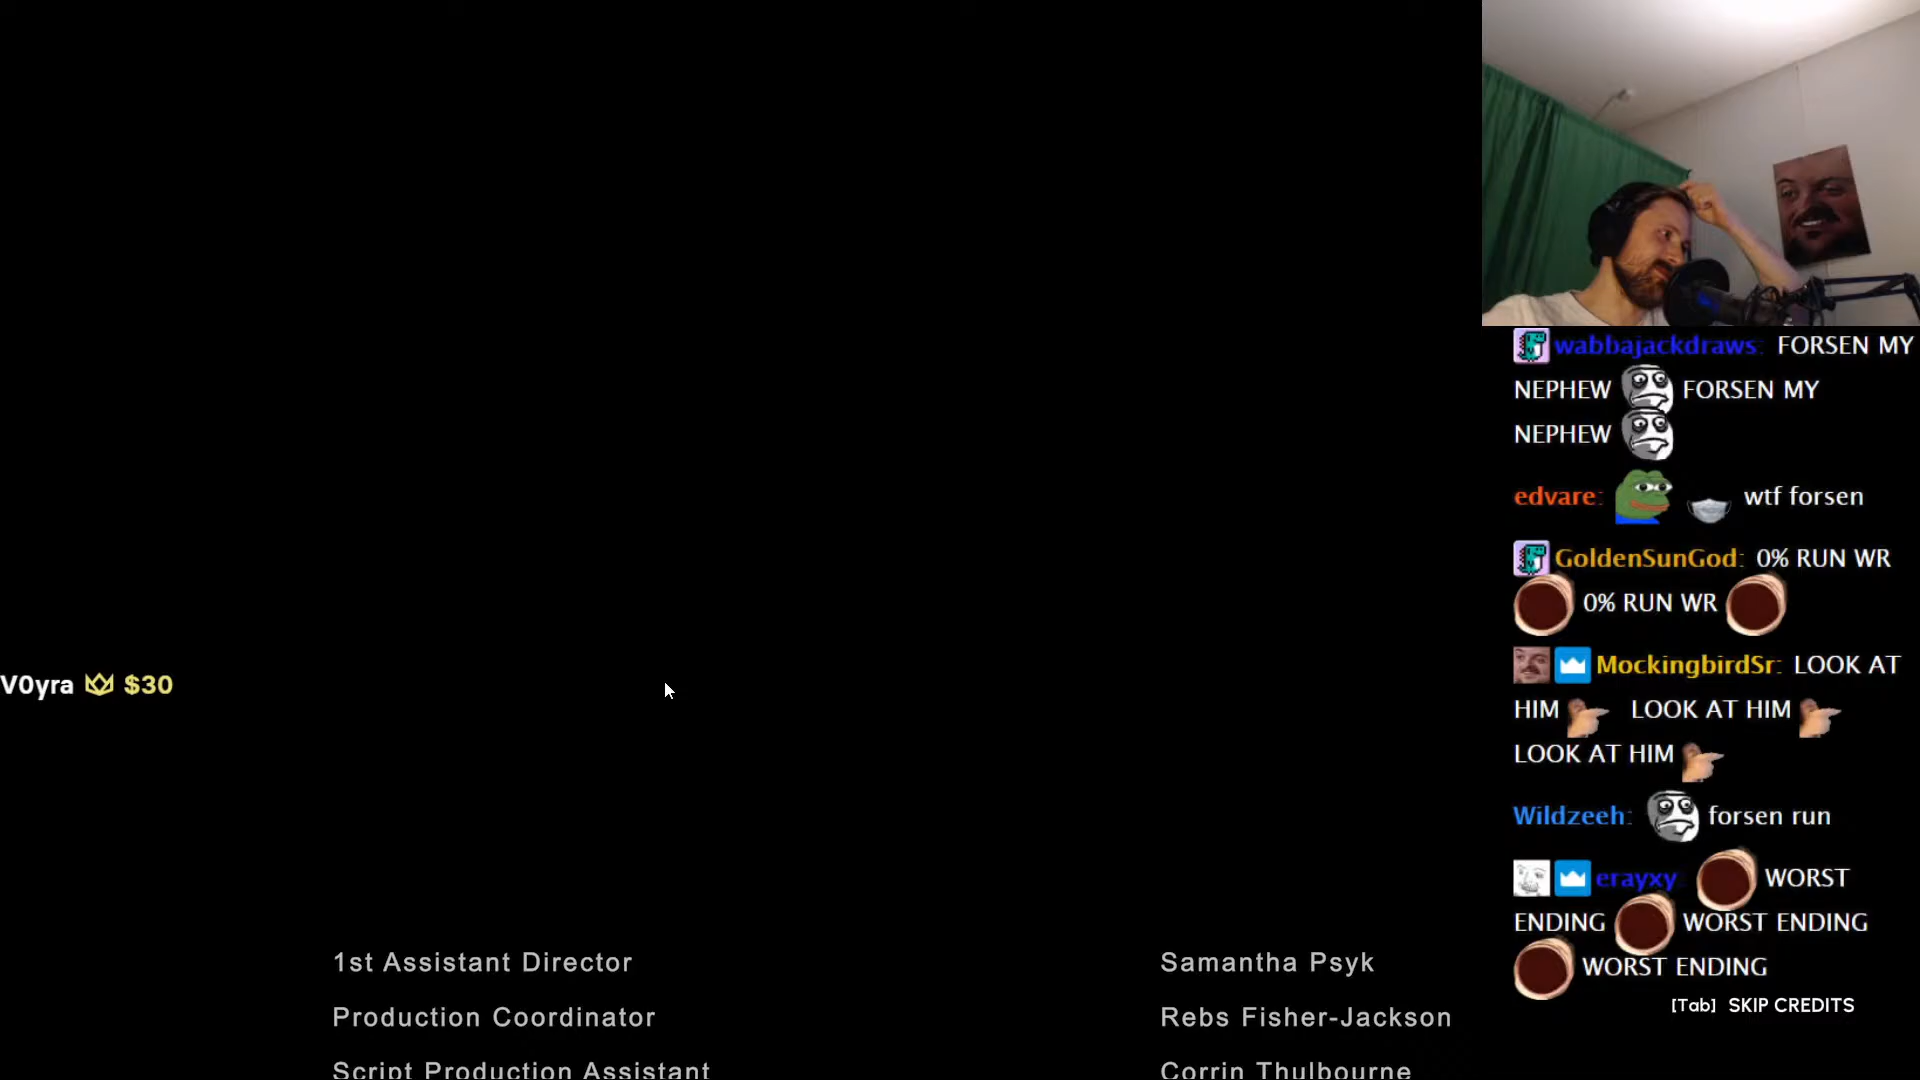 wabbajackdraws: FORSEN MY
NEPHEW FORSEN MY
NEPHEW
edvare: wtf forsen
GoldenSunGod: 0% RUN WR
0% RUN WR
V0yra $30
MockingbirdSr: LOOK AT
HIM LOOK AT HIM
LOOK AT HIM
Wildzeeh: forsen run
erayxy: WORST
ENDING WORST ENDING
WORST ENDING
[Tab] SKIP CREDITS
1st Assistant Director Samantha Psyk
Production Coordinator Rebs Fisher-Jackson
Script Production Assistant Corrin Thulbourne